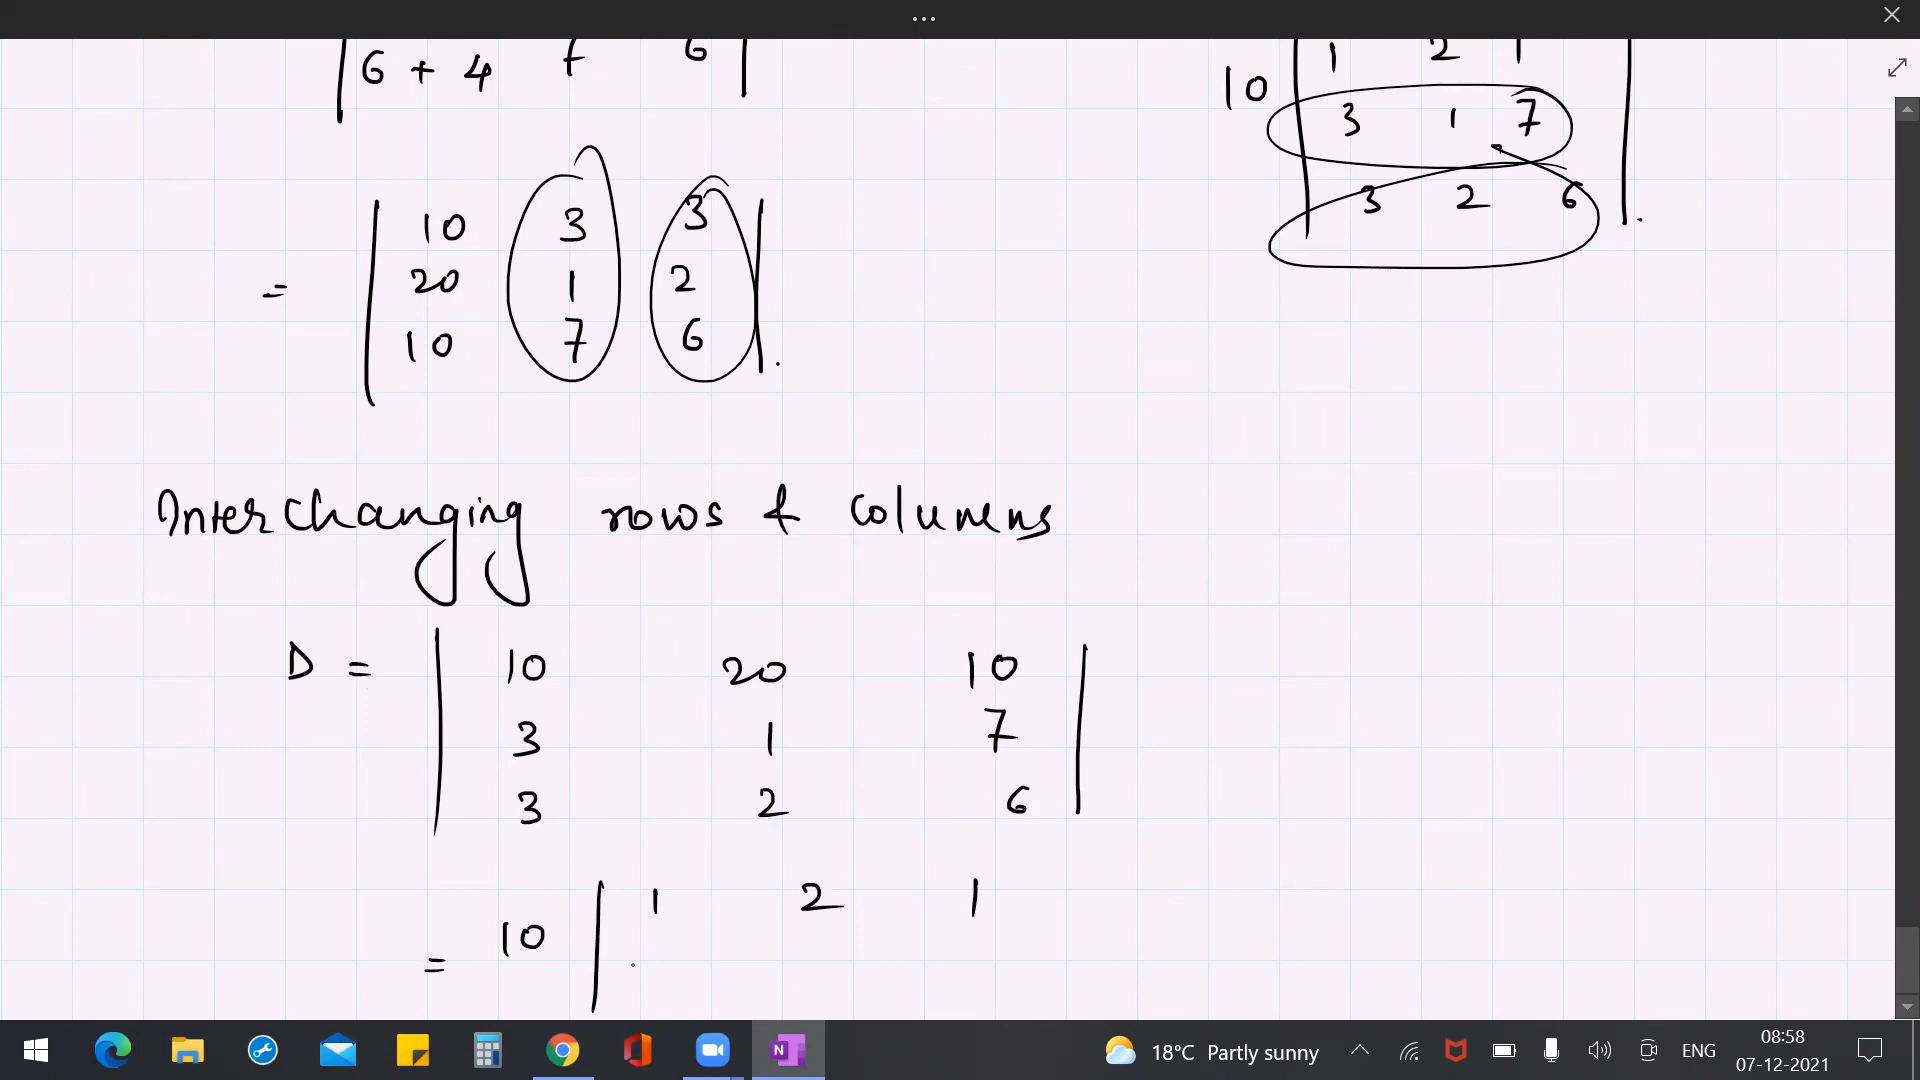 6 + 4 7 6
= | 10 3 3 |
| 20 1 2 |
| 10 7 6 | .
10 | 1 2 1 |
| 3 1 7 |
| 3 2 6 | .
Interchanging rows & columns
D = | 10 20 10 |
| 3 1 7 |
| 3 2 6 |
= 10 | 1 2 1
18°C Partly sunny
ENG
08:58
07-12-2021